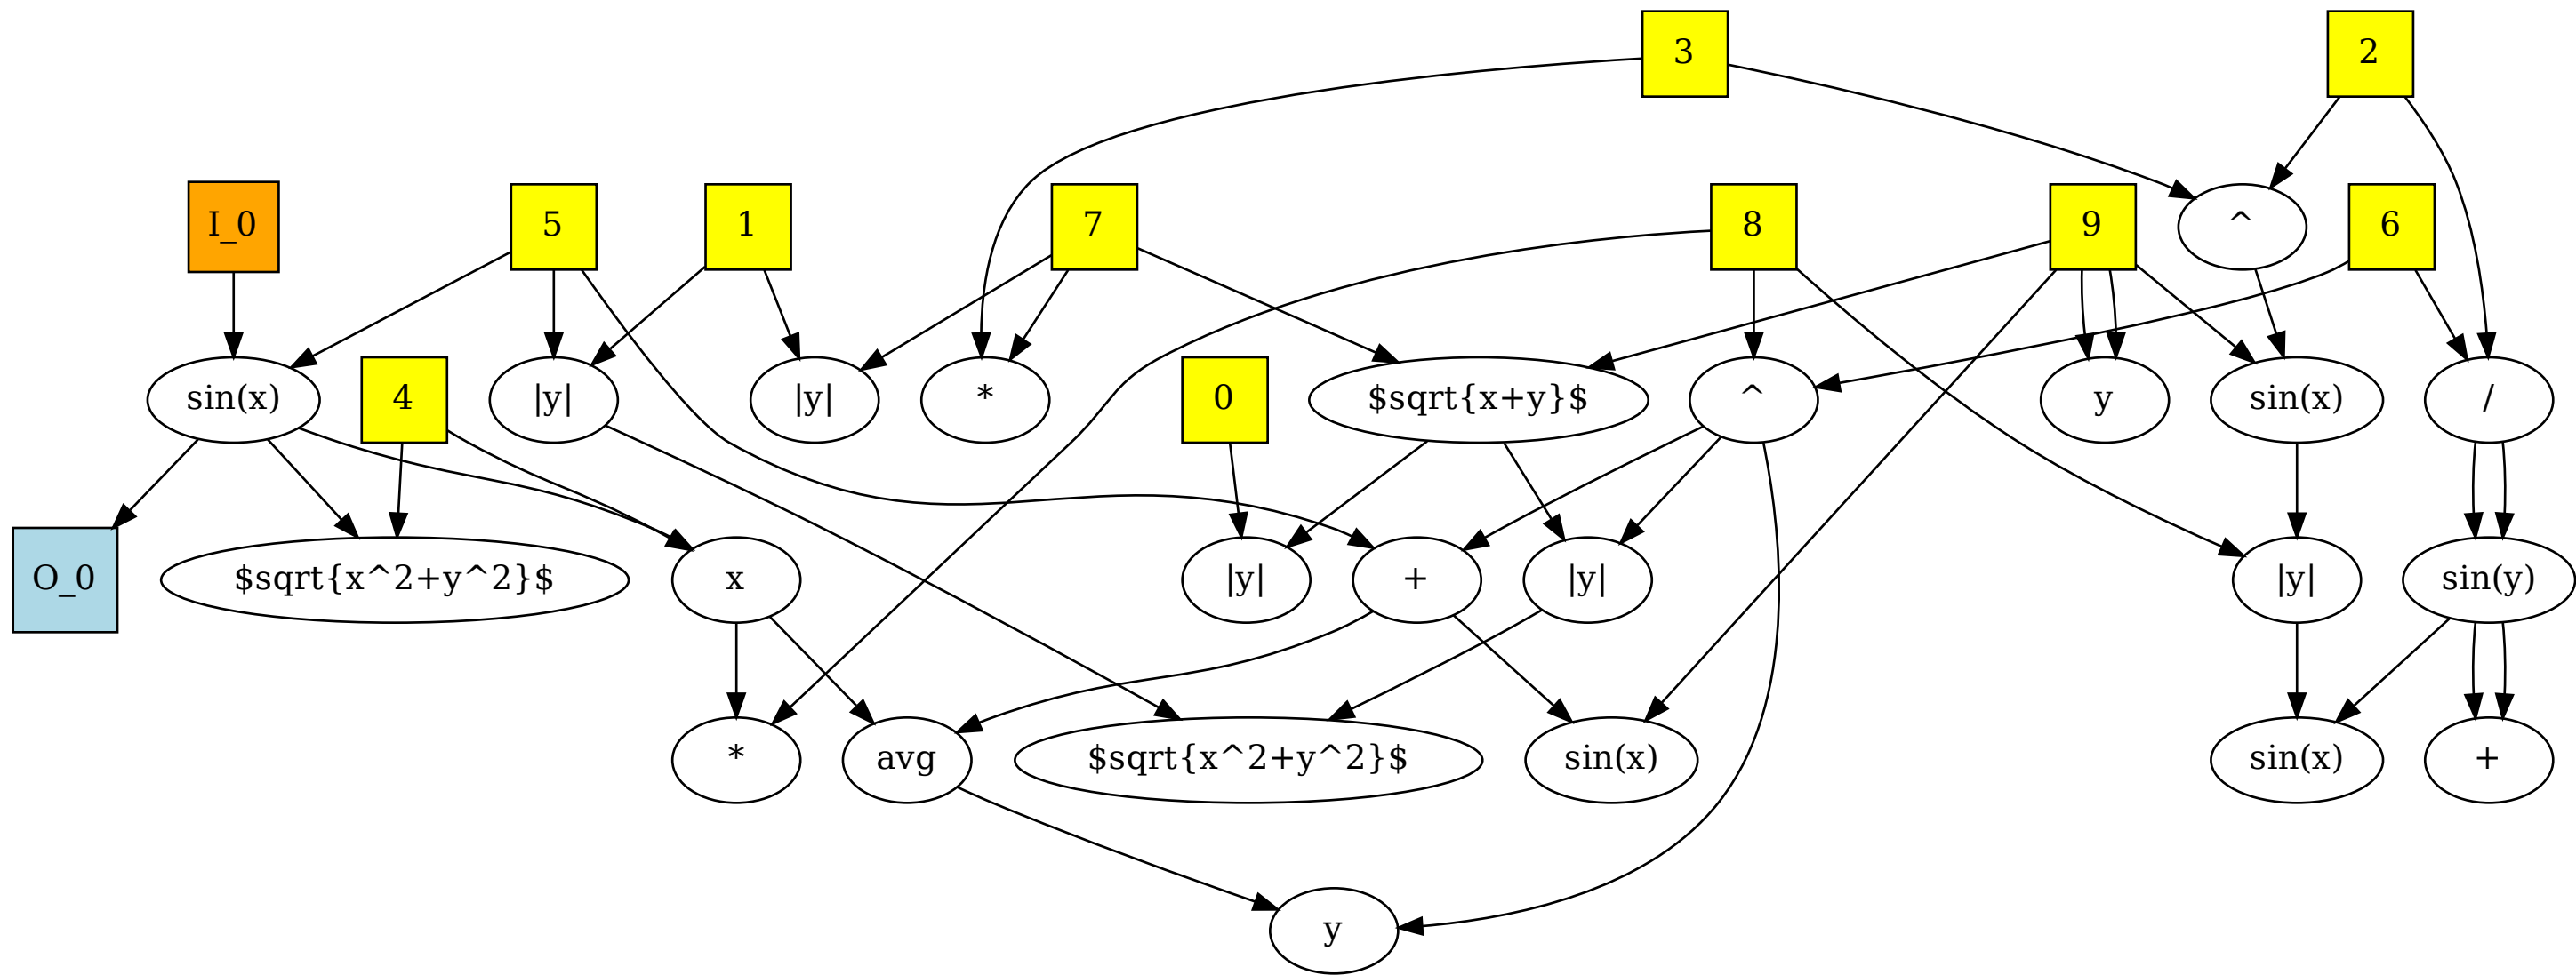 3
2
I_0
5
1
7
8
9
^
6
sin(x)
4
|y|
|y|
*
0
$sqrt{x+y}$
^
y
sin(x)
/
O_0
$sqrt{x^2+y^2}$
x
|y|
+
|y|
|y|
sin(y)
*
avg
$sqrt{x^2+y^2}$
sin(x)
sin(x)
+
y